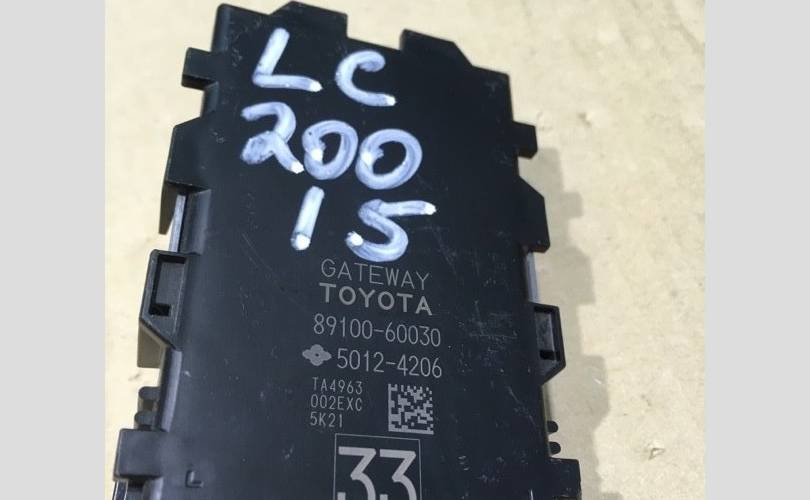 LC
200
15
GATEWAY
TOYOTA
89100-60030
5012-4206
TA4963
002EXC
5K21
33